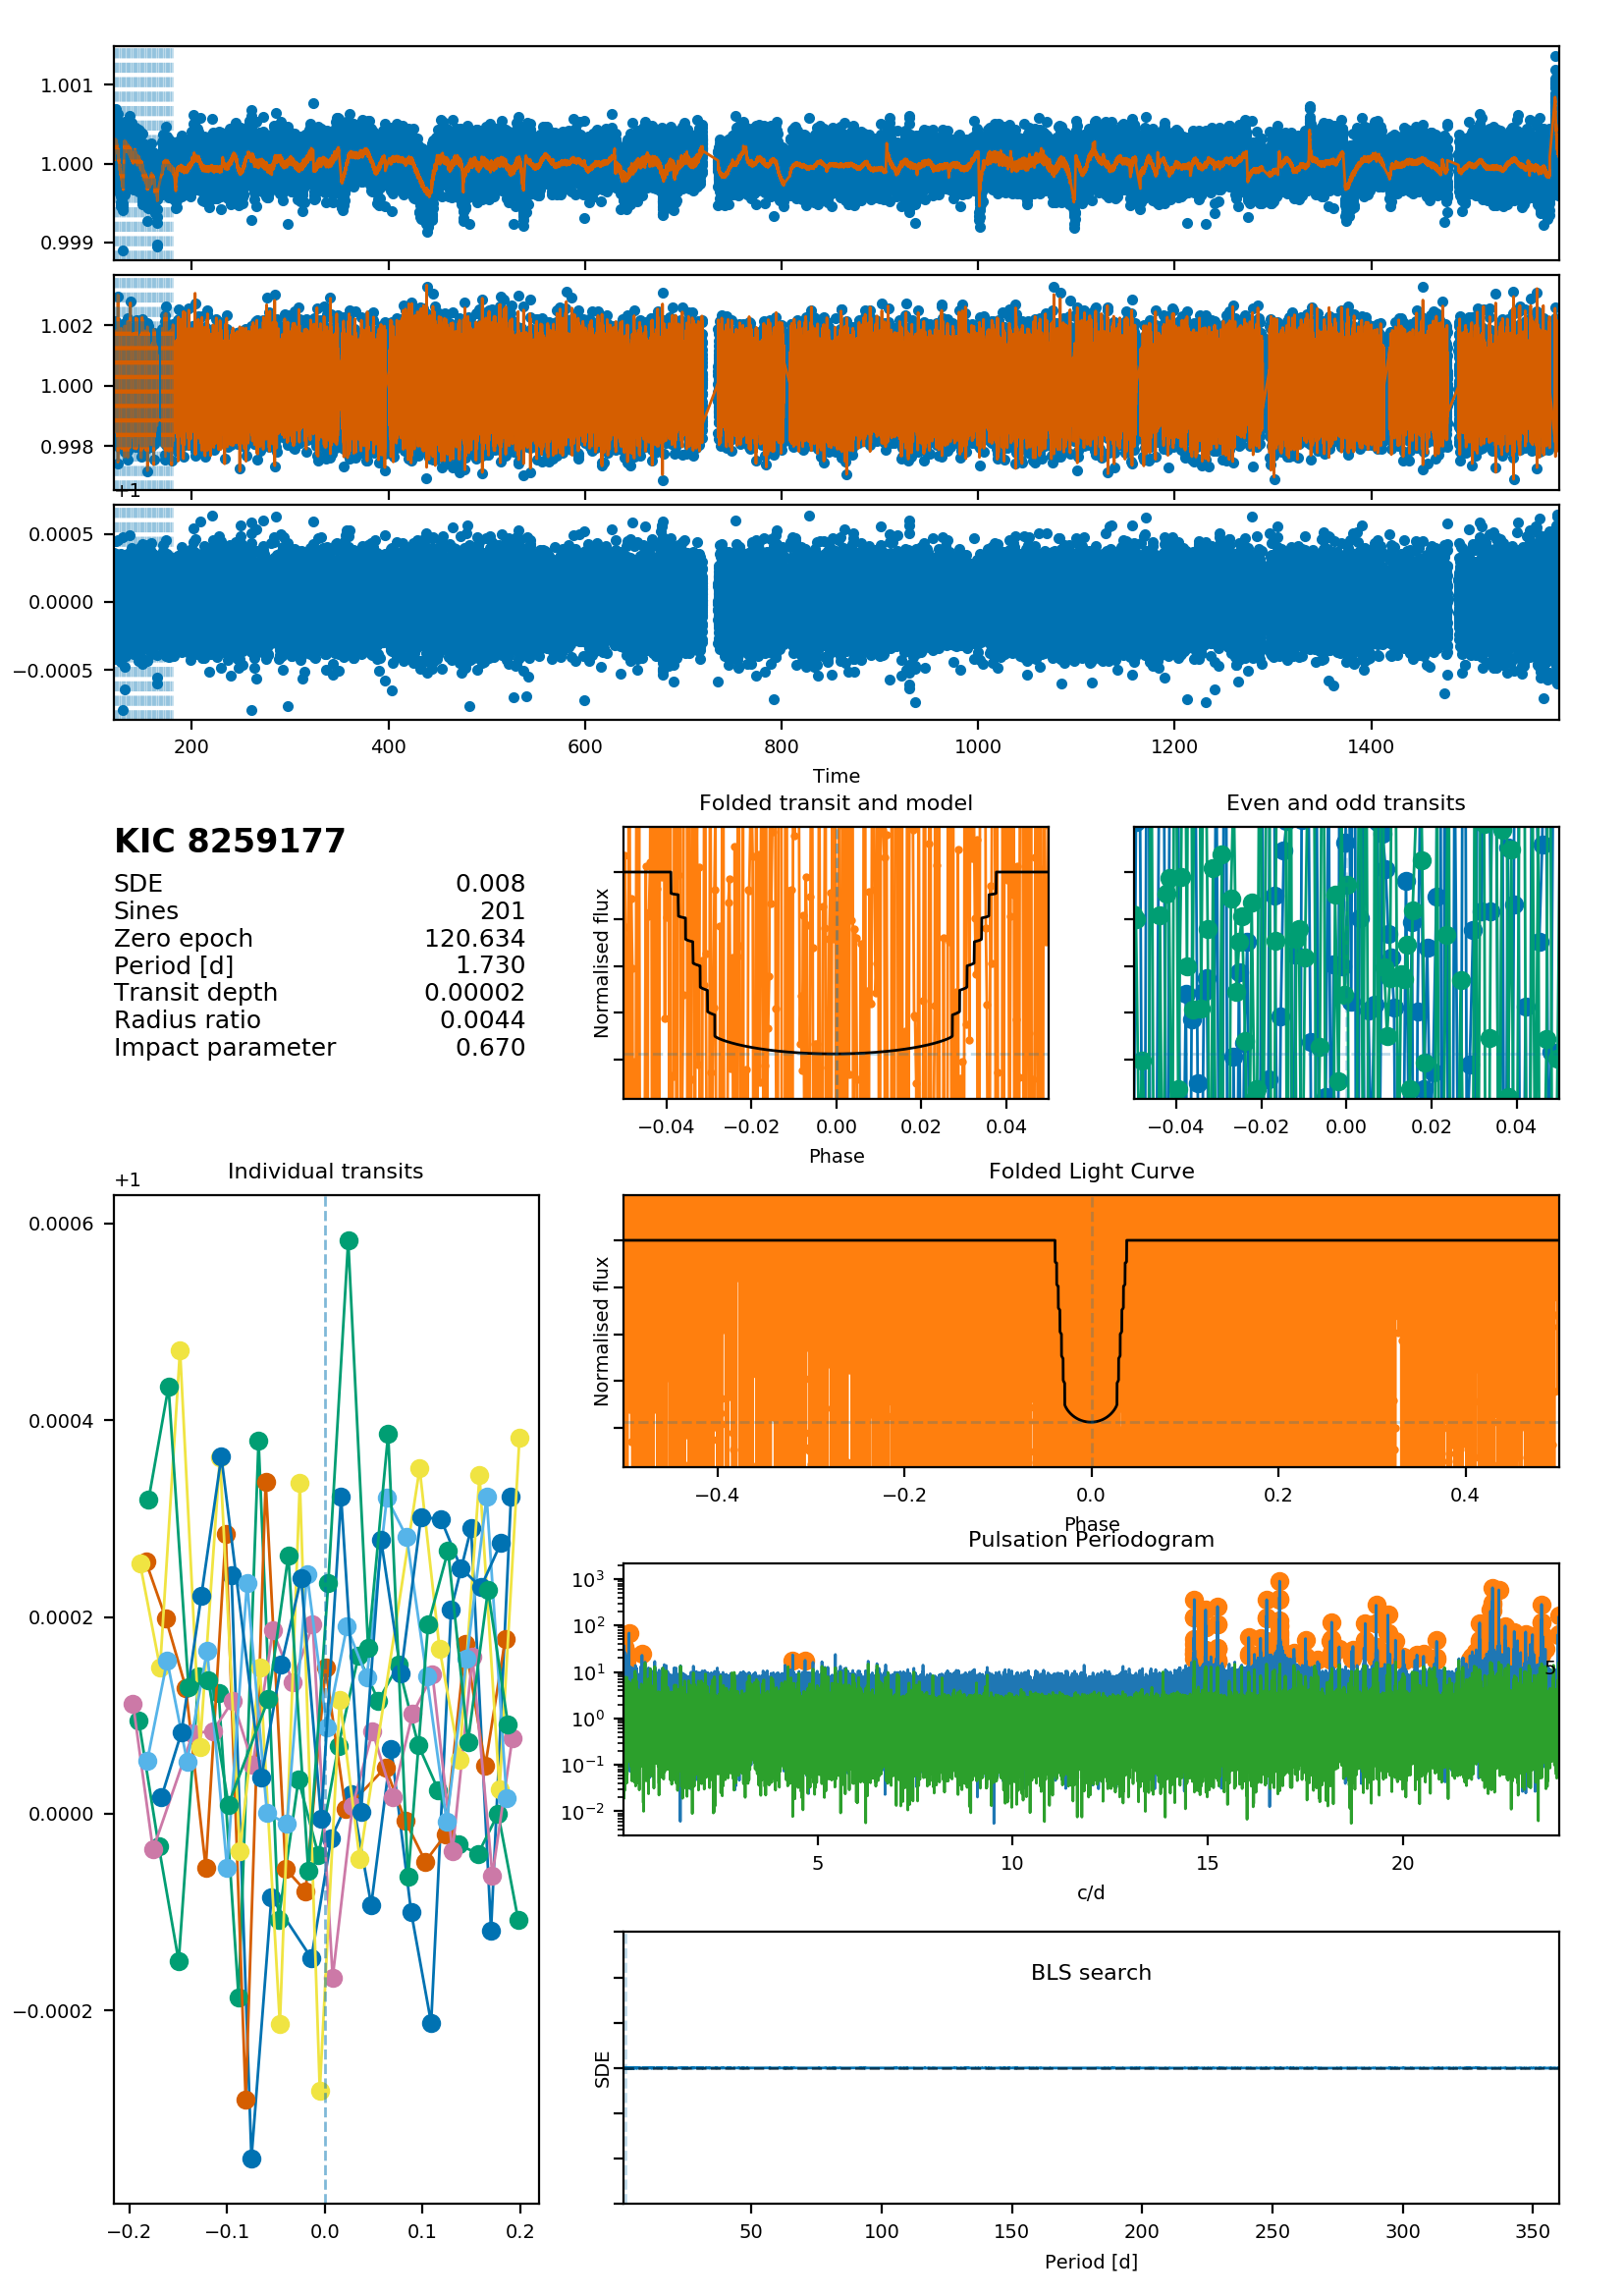 1.001
1.000
0.999
1.002
1.000
0.998
+1
0.0005
0.0000
−0.0005
200 400 600 800 1000 1200 1400
Time
KIC 8259177
SDE 0.008
Sines 201
Zero epoch 120.634
Period [d] 1.730
Transit depth 0.00002
Radius ratio 0.0044
Impact parameter 0.670
Folded transit and model
Normalised flux
−0.04 −0.02 0.00 0.02 0.04
Phase
Even and odd transits
−0.04 −0.02 0.00 0.02 0.04
Individual transits
+1
0.0006
0.0004
0.0002
0.0000
−0.0002
−0.2 −0.1 0.0 0.1 0.2
Folded Light Curve
Normalised flux
−0.4 −0.2 0.0 0.2 0.4
Phase
Pulsation Periodogram
10³
10²
10¹
10⁰
10⁻¹
10⁻²
5
5 10 15 20
c/d
BLS search
SDE
50 100 150 200 250 300 350
Period [d]